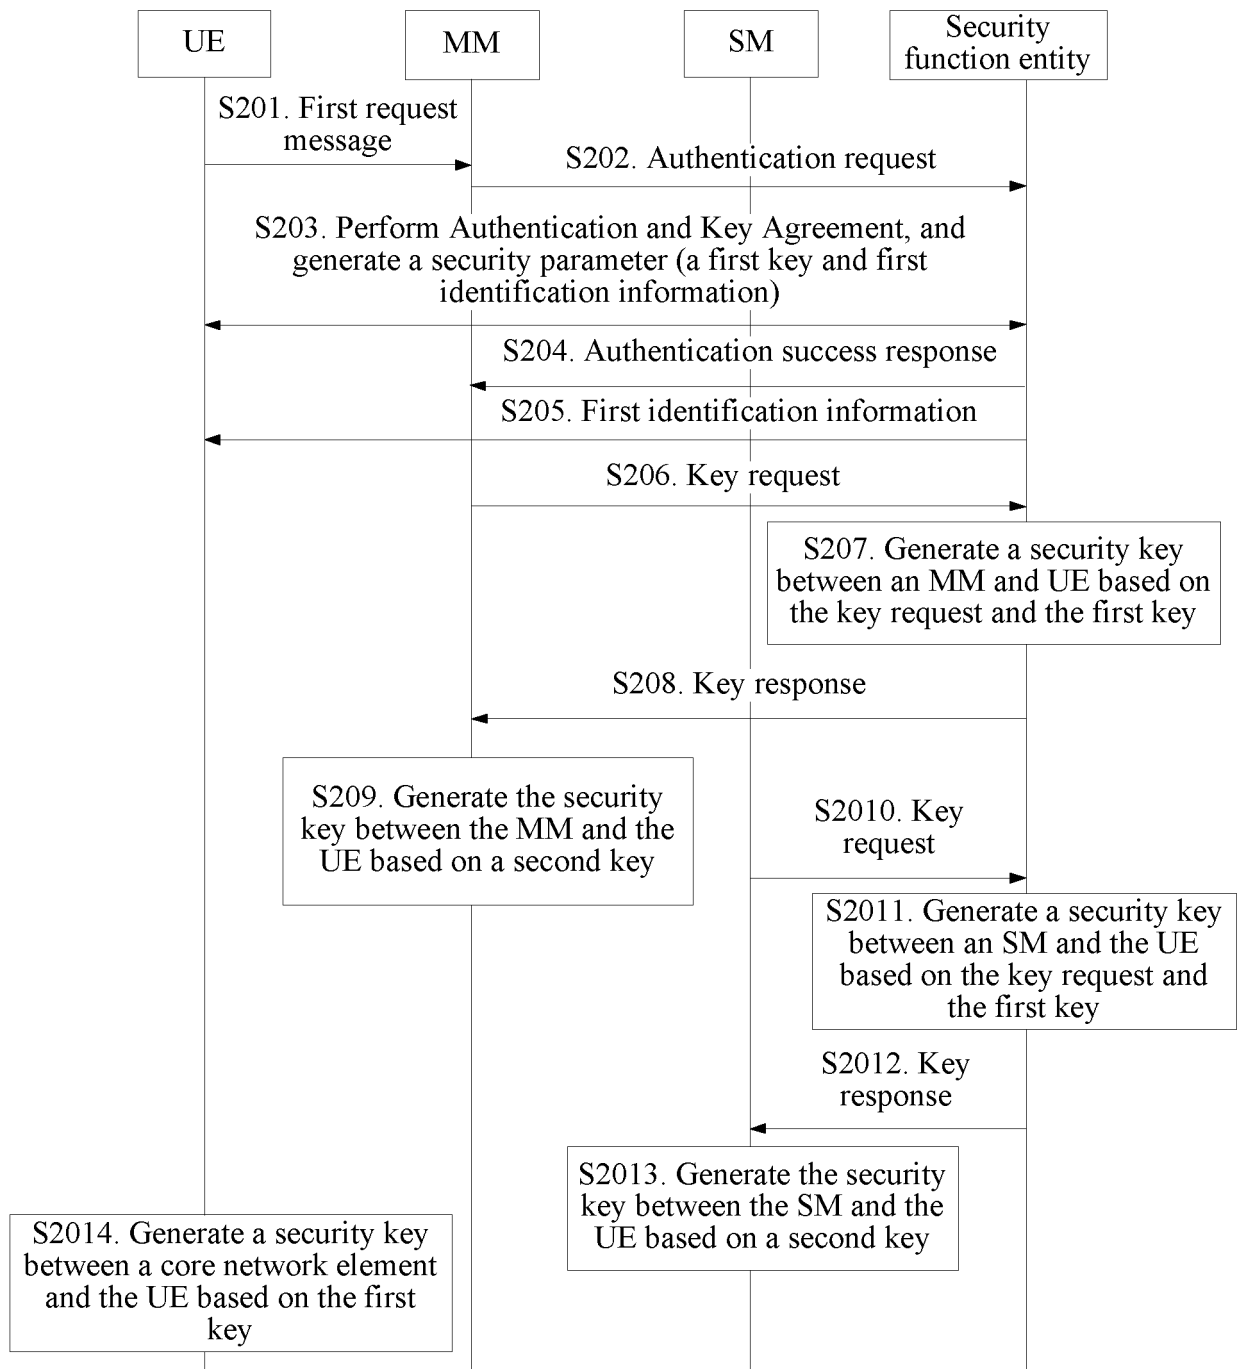 UE
MM
SM
Security
function entity
S201. First request
message
S202. Authentication request
S203. Perform Authentication and Key Agreement, and
generate a security parameter (a first key and first
identification information)
S204. Authentication success response
S205. First identification information
S206. Key request
S207. Generate a security key
between an MM and UE based on
the key request and the first key
S208. Key response
S209. Generate the security
key between the MM and the
UE based on a second key
S2010. Key
request
S2011. Generate a security key
between an SM and the UE
based on the key request and
the first key
S2012. Key
response
S2013. Generate the security
key between the SM and the
UE based on a second key
S2014. Generate a security key
between a core network element
and the UE based on the first
key